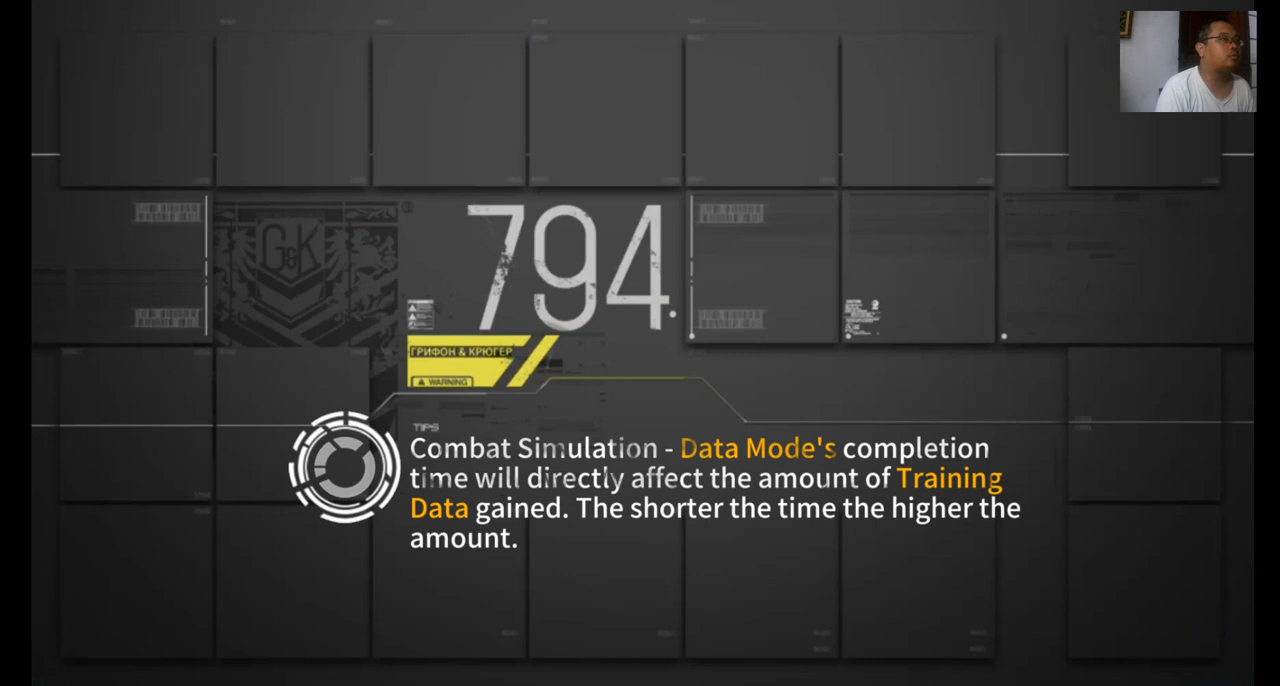 G&K
794.
ГРИФОН & КРЮГЕР
WARNING
TIPS
Combat Simulation - Data Mode's completion
time will directly affect the amount of Training
Data gained. The shorter the time the higher the
amount.